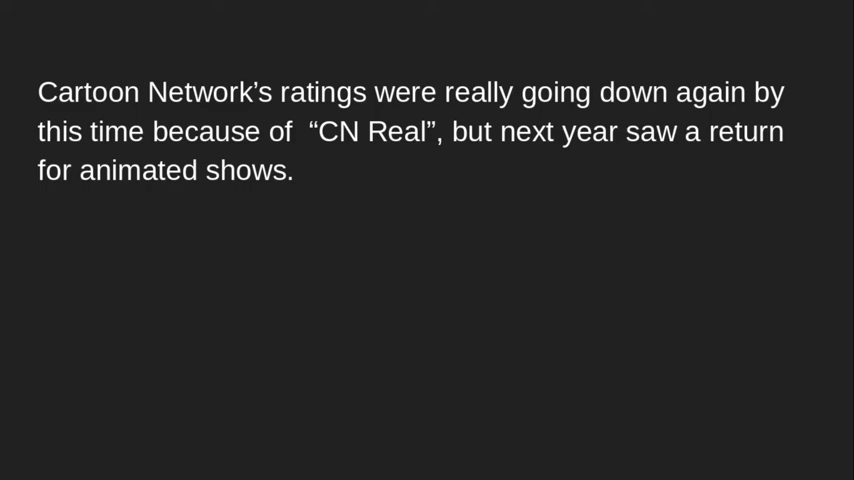 Cartoon Network’s ratings were really going down again by
this time because of  “CN Real”, but next year saw a return
for animated shows.